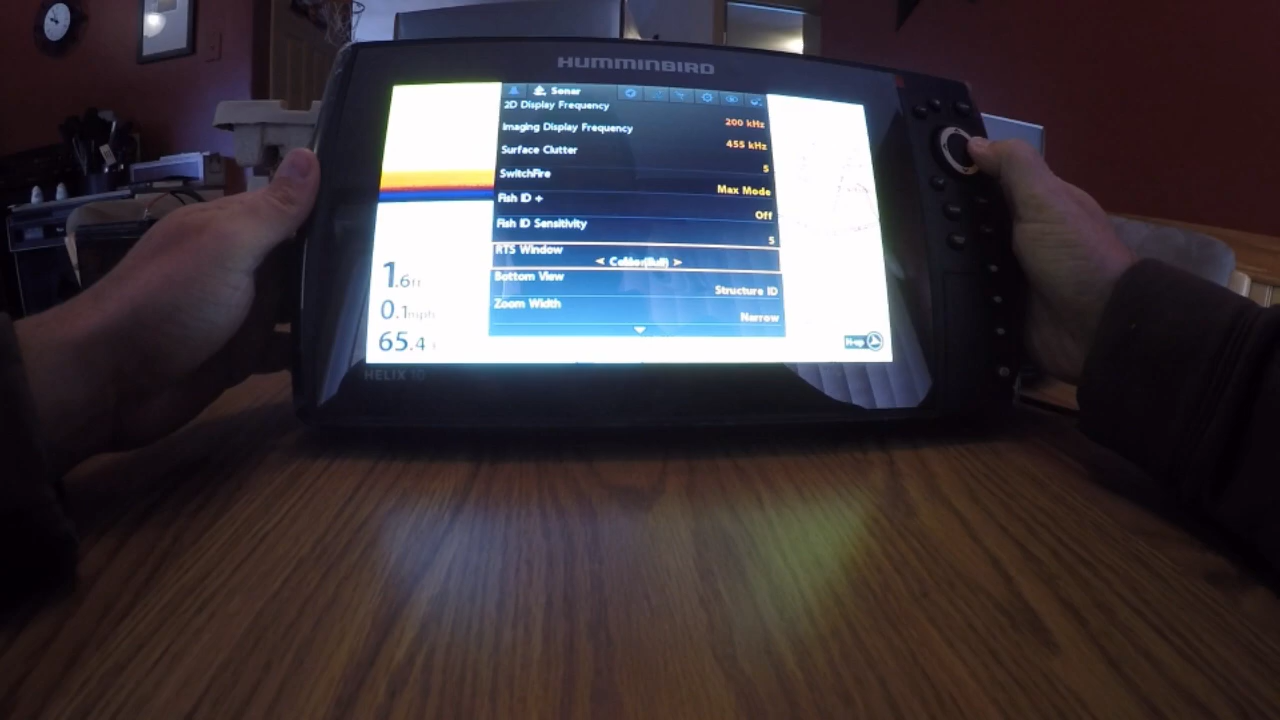 HUMMINBIRD
Sonar
2D Display Frequency
200 kHz
Imaging Display Frequency
455 kHz
Surface Clutter
5
SwitchFire
Max Mode
Fish ID +
Off
Fish ID Sensitivity
5
RTS Window
Bottom View
Structure ID
Zoom Width
Narrow
1.6ft
0.1mph
65.4
N-up
HELIX 10